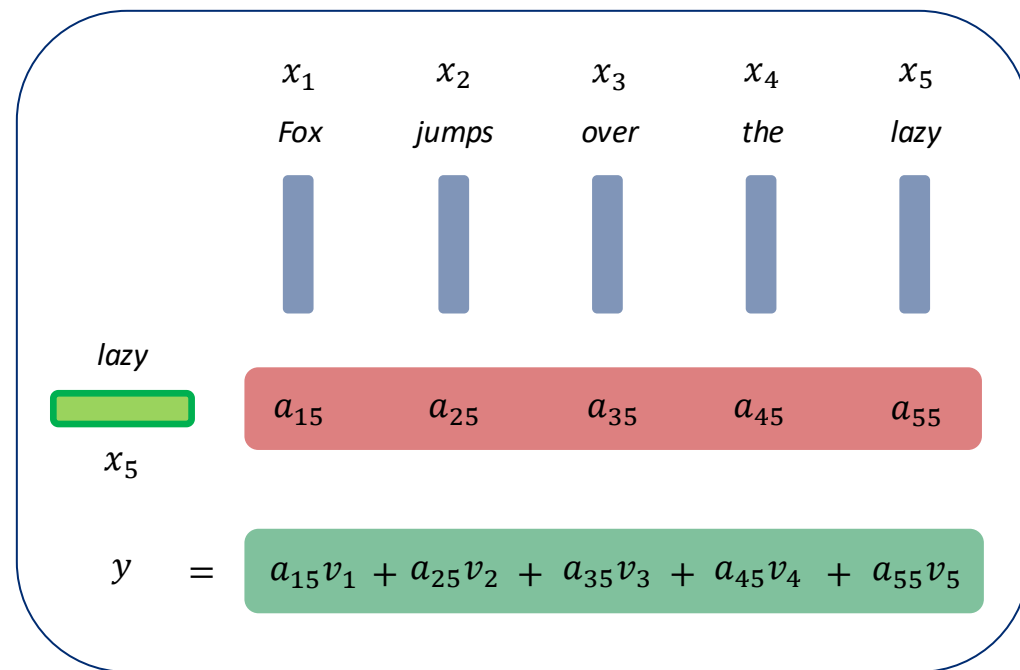 x₁ x₂ x₃ x₄ x₅
Fox jumps over the lazy
lazy
a₁₅ a₂₅ a₃₅ a₄₅ a₅₅
x₅
y = a₁₅v₁ + a₂₅v₂ + a₃₅v₃ + a₄₅v₄ + a₅₅v₅